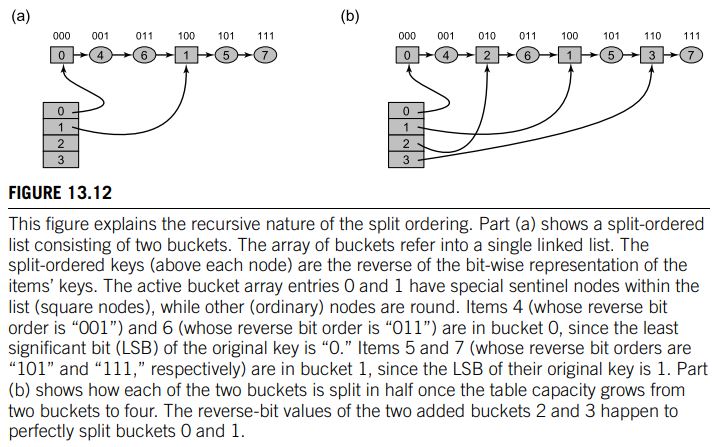 (a)
000 001 011 100 101 111
0 4 6 1 5 7
0
1
2
3
(b)
000 001 010 011 100 101 110 111
0 4 2 6 1 5 3 7
0
1
2
3
FIGURE 13.12
This figure explains the recursive nature of the split ordering. Part (a) shows a split-ordered
list consisting of two buckets. The array of buckets refer into a single linked list. The
split-ordered keys (above each node) are the reverse of the bit-wise representation of the
items’ keys. The active bucket array entries 0 and 1 have special sentinel nodes within the
list (square nodes), while other (ordinary) nodes are round. Items 4 (whose reverse bit
order is “001”) and 6 (whose reverse bit order is “011”) are in bucket 0, since the least
significant bit (LSB) of the original key is “0.” Items 5 and 7 (whose reverse bit orders are
“101” and “111,” respectively) are in bucket 1, since the LSB of their original key is 1. Part
(b) shows how each of the two buckets is split in half once the table capacity grows from
two buckets to four. The reverse-bit values of the two added buckets 2 and 3 happen to
perfectly split buckets 0 and 1.